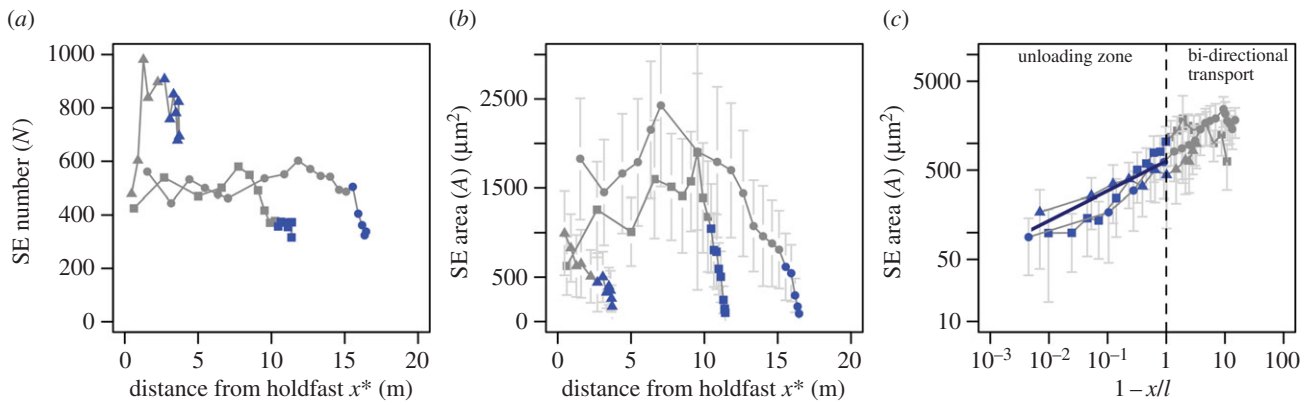 (a)
1000
800
600
400
200
0
SE number (N)
0
5
10
15
20
distance from holdfast x* (m)
(b)
2500
1500
500
0
SE area (A) (µm²)
0
5
10
15
20
distance from holdfast x* (m)
(c)
unloading zone
bi-directional
transport
5000
500
50
10
SE area (A) (µm²)
10⁻³
10⁻²
10⁻¹
1
10
100
1 – x/l